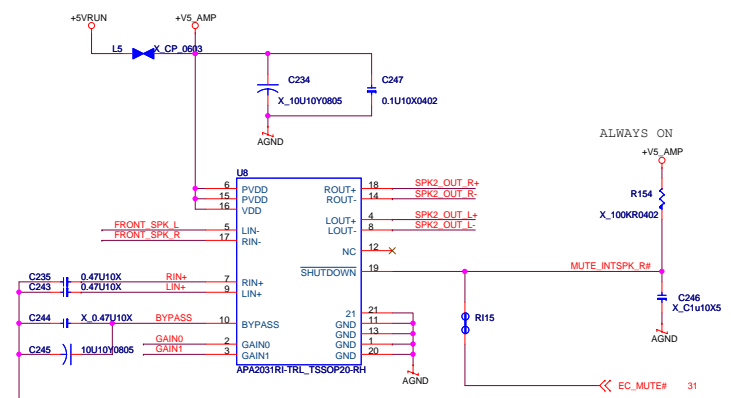 +5VRUN
+V5_AMP
L5
X_CP_0603
C234
C247
X_10U10Y0805
0.1U10X0402
AGND
ALWAYS ON
+V5_AMP
R154
X_100KR0402
U8
6 PVDD ROUT+ 18 SPK2_OUT_R+
15 PVDD ROUT- 14 SPK2_OUT_R-
16 VDD
LOUT+ 4 SPK2_OUT_L+
FRONT_SPK_L 5 LIN- LOUT- 8 SPK2_OUT_L-
FRONT_SPK_R 17 RIN-
NC 12
SHUTDOWN 19 MUTE_INTSPK_R#
C235 0.47U10X RIN+ 7 RIN+
C243 0.47U10X LIN+ 9 LIN+
C246
X_C1u10X5
AGND
21 21
C244 X_0.47U10X BYPASS 10 BYPASS GND 11
GND 13
C245 10U10Y0805 GAIN0 2 GAIN0 GND 1
GAIN1 3 GAIN1 GND 20
RI15
APA2031RI-TRL_TSSOP20-RH
AGND
EC_MUTE# 31